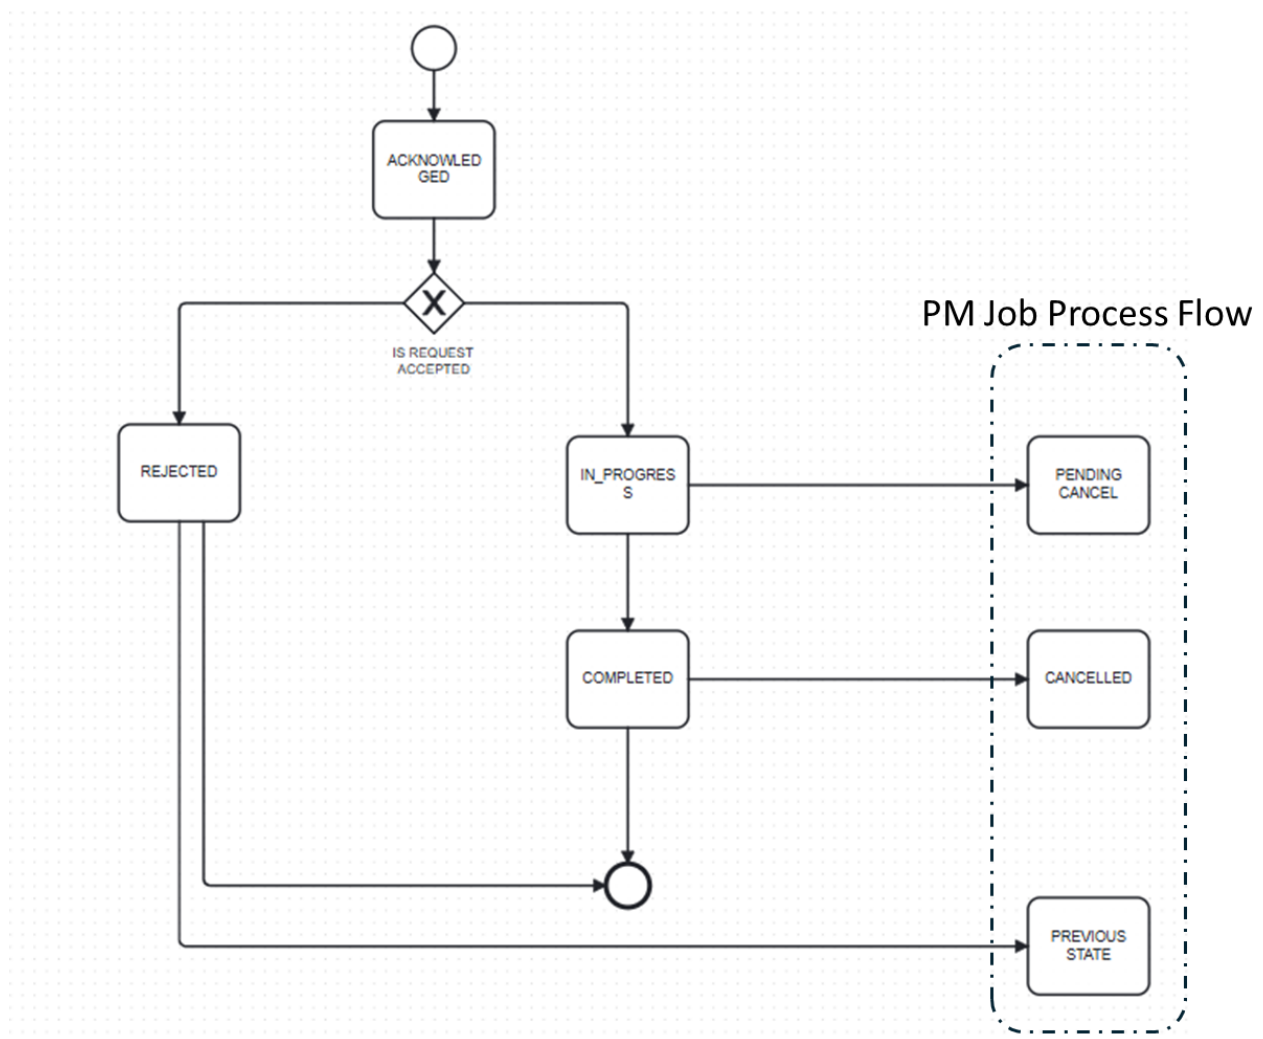 ACKNOWLED
GED
X
IS REQUEST
ACCEPTED
PM Job Process Flow
REJECTED
IN_PROGRES
S
PENDING
CANCEL
COMPLETED
CANCELLED
PREVIOUS
STATE